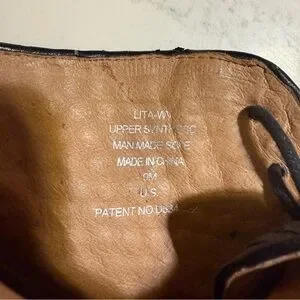 LITA-WV
UPPER SYNTHETIC
MAN MADE SOLE
MADE IN CHINA
9M
U.S.
PATENT NO